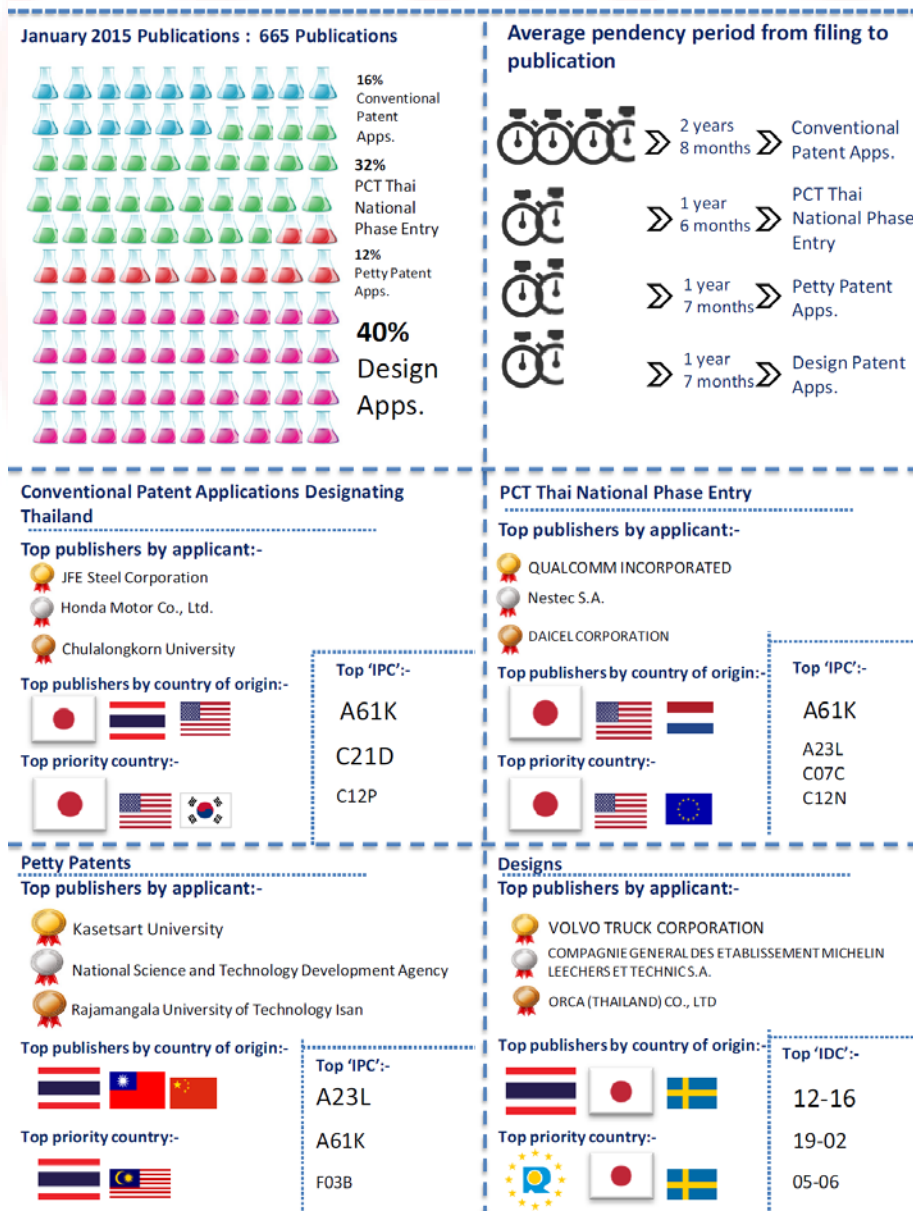 January 2015 Publications : 665 Publications
16%
Conventional
Patent
Apps.
32%
PCT Thai
National
Phase Entry
12%
Petty Patent
Apps.
40%
Design
Apps.
Average pendency period from filing to
publication
2 years
8 months
Conventional
Patent Apps.
1 year
6 months
PCT Thai
National Phase
Entry
1 year
7 months
Petty Patent
Apps.
1 year
7 months
Design Patent
Apps.
Conventional Patent Applications Designating
Thailand
Top publishers by applicant:-
JFE Steel Corporation
Honda Motor Co., Ltd.
Chulalongkorn University
Top publishers by country of origin:-
Top priority country:-
Top 'IPC':-
A61K
C21D
C12P
PCT Thai National Phase Entry
Top publishers by applicant:-
QUALCOMM INCORPORATED
Nestec S.A.
DAICEL CORPORATION
Top publishers by country of origin:-
Top priority country:-
Top 'IPC':-
A61K
A23L
C07C
C12N
Petty Patents
Top publishers by applicant:-
Kasetsart University
National Science and Technology Development Agency
Rajamangala University of Technology Isan
Top publishers by country of origin:-
Top priority country:-
Top 'IPC':-
A23L
A61K
F03B
Designs
Top publishers by applicant:-
VOLVO TRUCK CORPORATION
COMPAGNIE GENERAL DES ETABLISSEMENT MICHELIN
LEECHERS ET TECHNIC S.A.
ORCA (THAILAND) CO., LTD
Top publishers by country of origin:-
Top priority country:-
R
Top 'IDC':-
12-16
19-02
05-06